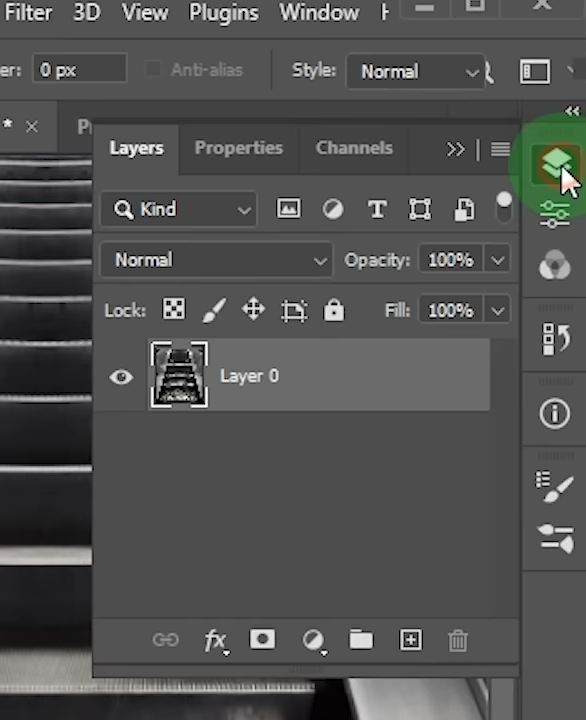 Filter 3D View Plugins Window
er: 0 px Anti-alias Style: Normal
* ×
Layers Properties Channels
Kind
Normal Opacity: 100%
Lock: Fill: 100%
Layer 0
fx